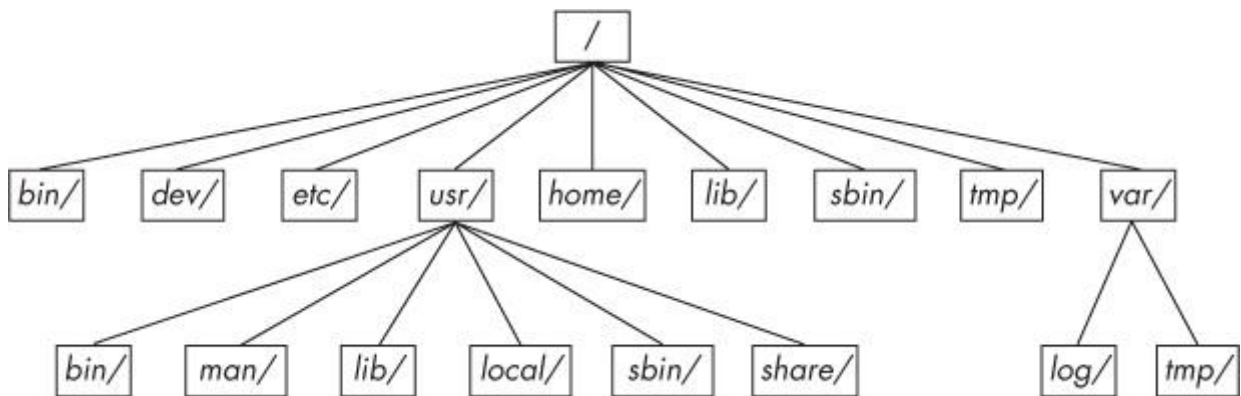 /
bin/ dev/ etc/ usr/ home/ lib/ sbin/ tmp/ var/
bin/ man/ lib/ local/ sbin/ share/ log/ tmp/